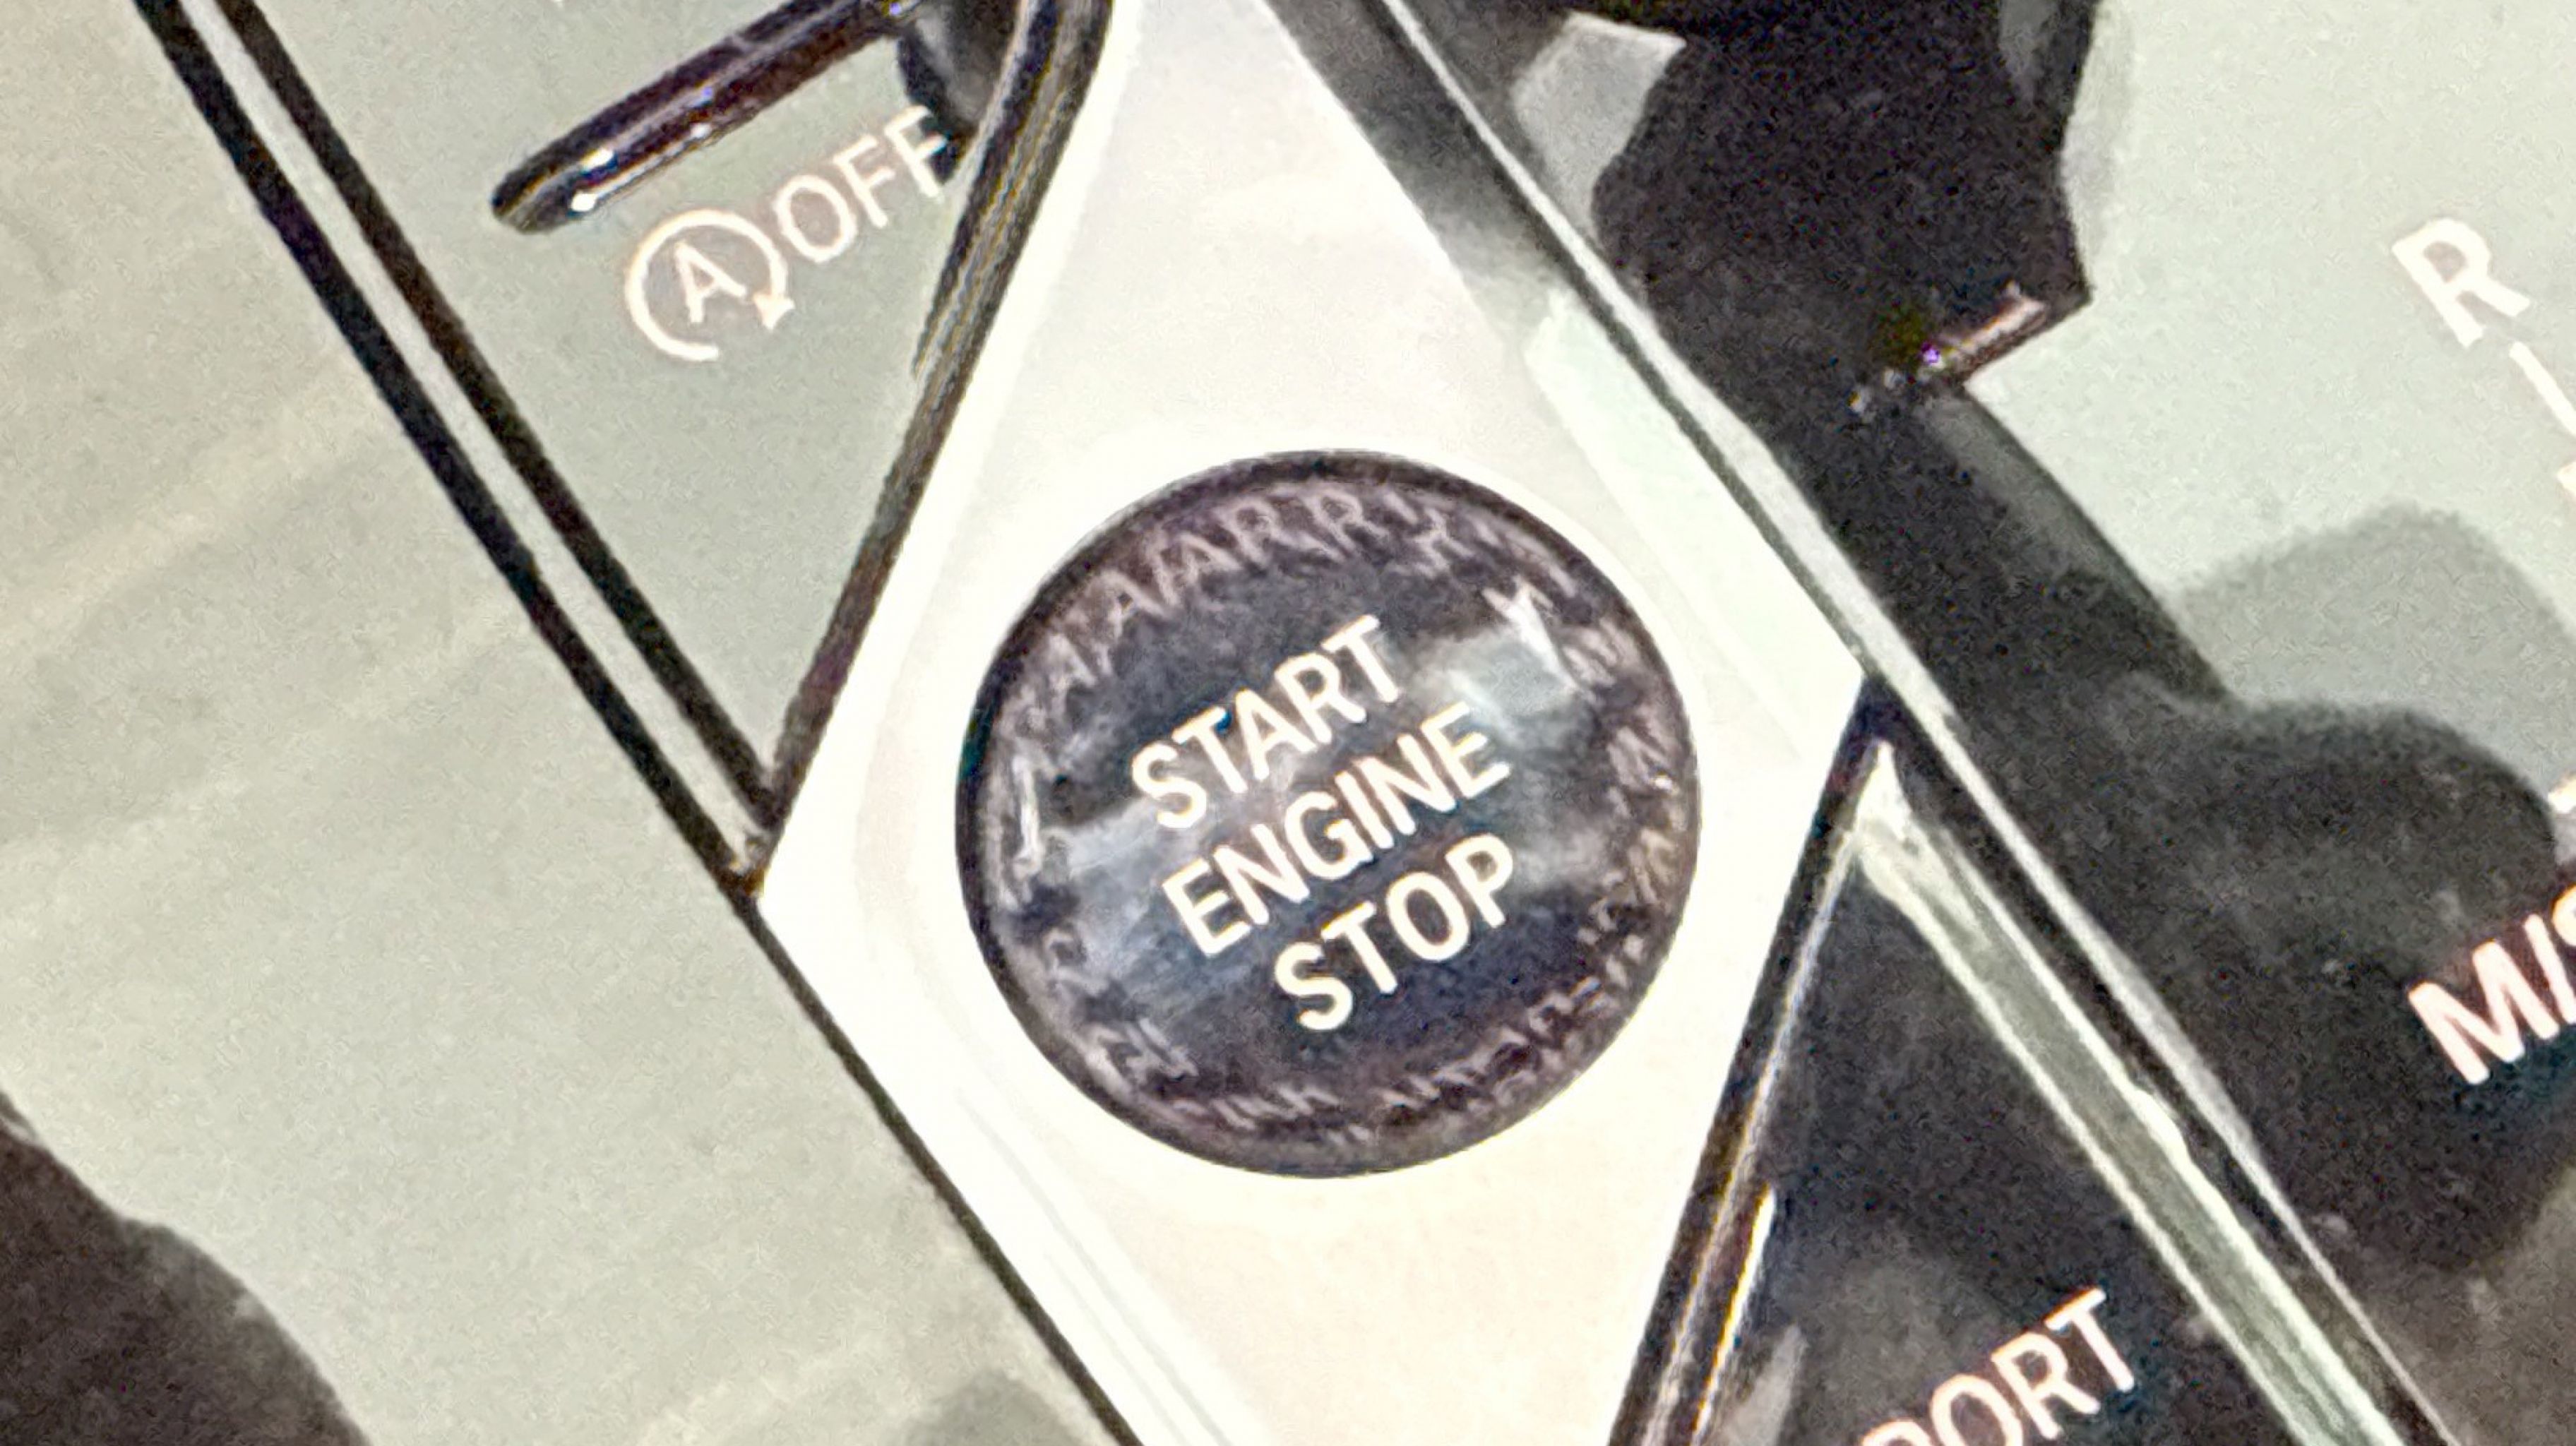 A OFF
R
START
ENGINE
STOP
M/S
PORT